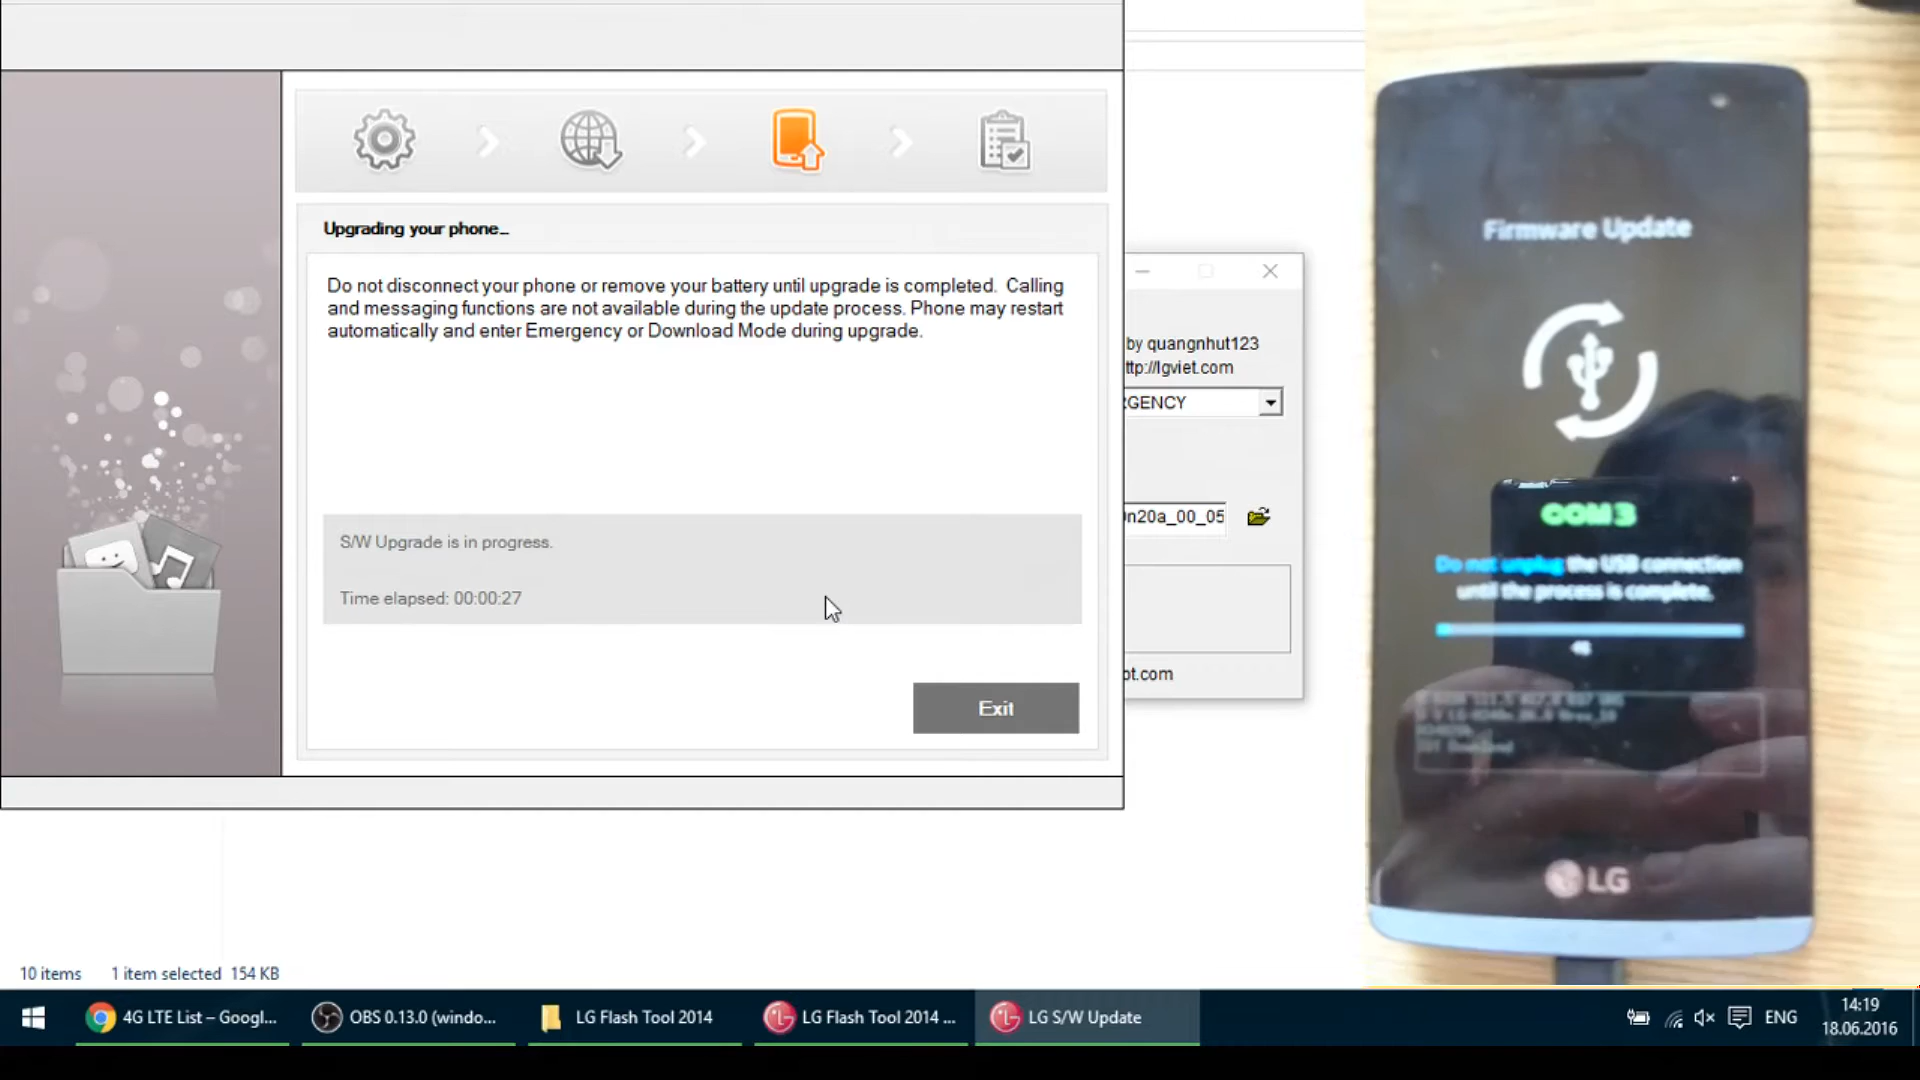 Upgrading your phone...
Do not disconnect your phone or remove your battery until upgrade is completed. Calling
and messaging functions are not available during the update process. Phone may restart
automatically and enter Emergency or Download Mode during upgrade.
S/W Upgrade is in progress.
Time elapsed: 00:00:27
Exit
by quangnhut123
ttp://lgviet.com
RGENCY
n20a_00_05
ot.com
Firmware Update
COM3
Do not unplug the USB connection
until the process is complete.
LG
10 items 1 item selected 154 KB
4G LTE List – Googl...
OBS 0.13.0 (windo...
LG Flash Tool 2014
LG Flash Tool 2014 ...
LG S/W Update
ENG
14:19
18.06.2016